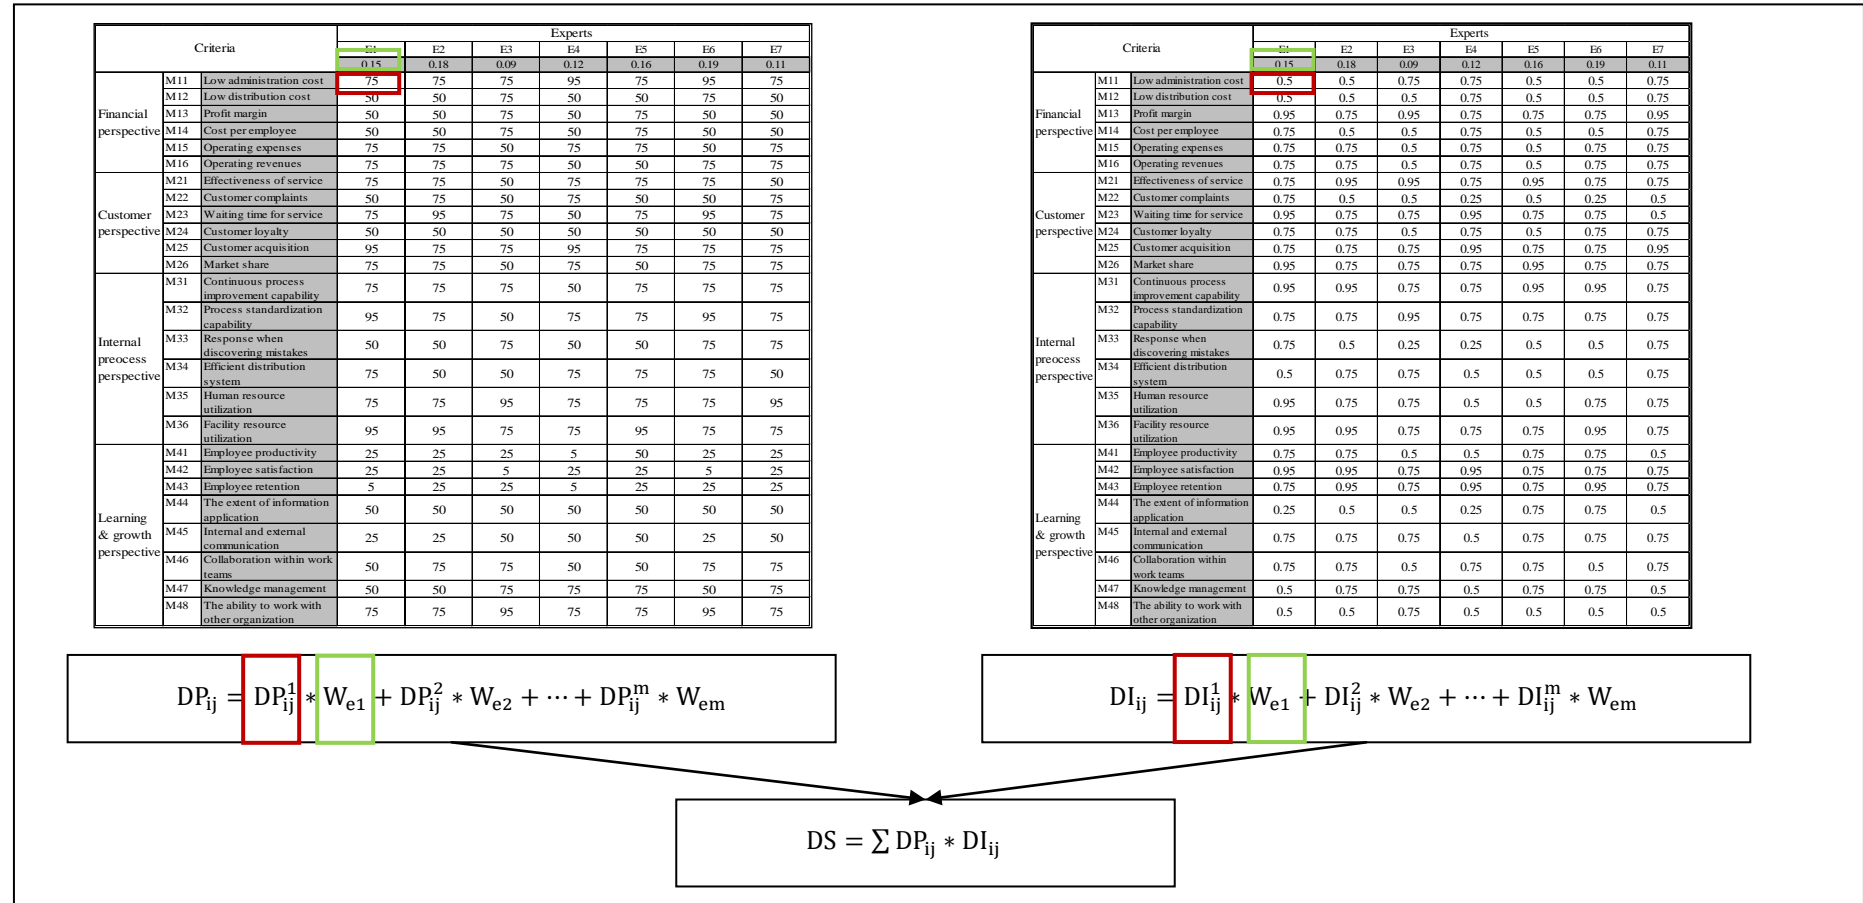 Criteria Experts
E1 E2 E3 E4 E5 E6 E7
0.15 0.18 0.09 0.12 0.16 0.19 0.11
Financial perspective
M11 Low administration cost 75 75 75 95 75 95 75
M12 Low distribution cost 50 50 75 50 50 75 50
M13 Profit margin 50 50 75 50 75 50 50
M14 Cost per employee 50 50 75 50 75 50 50
M15 Operating expenses 75 75 50 75 75 50 75
M16 Operating revenues 75 75 75 50 50 75 75
Customer perspective
M21 Effectiveness of service 75 75 50 75 75 75 50
M22 Customer complaints 50 75 50 75 50 50 75
M23 Waiting time for service 75 95 75 50 75 95 75
M24 Customer loyalty 50 50 50 50 50 50 50
M25 Customer acquisition 95 75 75 95 75 75 75
M26 Market share 75 75 50 75 50 75 75
Internal preocess perspective
M31 Continuous process improvement capability 75 75 75 50 75 75 75
M32 Process standardization capability 95 75 50 75 75 95 75
M33 Response when discovering mistakes 50 50 75 50 50 75 75
M34 Efficient distribution system 75 50 50 75 75 75 50
M35 Human resource utilization 75 75 95 75 75 75 95
M36 Facility resource utilization 95 95 75 75 95 75 75
Learning & growth perspective
M41 Employee productivity 25 25 25 5 50 25 25
M42 Employee satisfaction 25 25 5 25 25 5 25
M43 Employee retention 5 25 25 5 25 25 25
M44 The extent of information application 50 50 50 50 50 50 50
M45 Internal and external communication 25 25 50 50 50 25 50
M46 Collaboration within work teams 50 75 75 50 50 75 75
M47 Knowledge management 50 50 75 75 75 50 75
M48 The ability to work with other organization 75 75 95 75 75 95 75
Criteria Experts
E1 E2 E3 E4 E5 E6 E7
0.15 0.18 0.09 0.12 0.16 0.19 0.11
Financial perspective
M11 Low administration cost 0.5 0.5 0.75 0.75 0.5 0.5 0.75
M12 Low distribution cost 0.5 0.5 0.5 0.75 0.5 0.5 0.75
M13 Profit margin 0.95 0.75 0.95 0.75 0.75 0.75 0.95
M14 Cost per employee 0.75 0.5 0.5 0.75 0.5 0.5 0.75
M15 Operating expenses 0.75 0.75 0.5 0.75 0.5 0.75 0.75
M16 Operating revenues 0.75 0.75 0.5 0.75 0.5 0.75 0.75
Customer perspective
M21 Effectiveness of service 0.75 0.95 0.95 0.75 0.95 0.75 0.75
M22 Customer complaints 0.75 0.5 0.5 0.25 0.5 0.25 0.5
M23 Waiting time for service 0.95 0.75 0.75 0.95 0.75 0.75 0.5
M24 Customer loyalty 0.75 0.75 0.5 0.75 0.5 0.75 0.75
M25 Customer acquisition 0.75 0.75 0.75 0.95 0.75 0.75 0.95
M26 Market share 0.95 0.75 0.75 0.75 0.95 0.75 0.75
Internal preocess perspective
M31 Continuous process improvement capability 0.95 0.95 0.75 0.75 0.95 0.95 0.75
M32 Process standardization capability 0.75 0.75 0.95 0.75 0.75 0.75 0.75
M33 Response when discovering mistakes 0.75 0.5 0.25 0.25 0.5 0.5 0.75
M34 Efficient distribution system 0.5 0.75 0.75 0.5 0.5 0.5 0.75
M35 Human resource utilization 0.95 0.75 0.75 0.5 0.5 0.75 0.75
M36 Facility resource utilization 0.95 0.95 0.75 0.75 0.75 0.95 0.75
Learning & growth perspective
M41 Employee productivity 0.75 0.75 0.5 0.5 0.75 0.75 0.5
M42 Employee satisfaction 0.95 0.95 0.75 0.95 0.75 0.75 0.75
M43 Employee retention 0.75 0.95 0.75 0.95 0.75 0.95 0.75
M44 The extent of information application 0.25 0.5 0.5 0.25 0.75 0.75 0.5
M45 Internal and external communication 0.75 0.75 0.75 0.5 0.75 0.75 0.75
M46 Collaboration within work teams 0.75 0.75 0.5 0.75 0.75 0.5 0.75
M47 Knowledge management 0.5 0.75 0.75 0.5 0.75 0.75 0.5
M48 The ability to work with other organization 0.5 0.5 0.75 0.5 0.5 0.5 0.5
DP_ij = DP_ij^1 * W_e1 + DP_ij^2 * W_e2 + ⋯ + DP_ij^m * W_em
DI_ij = DI_ij^1 * W_e1 + DI_ij^2 * W_e2 + ⋯ + DI_ij^m * W_em
DS = ∑ DP_ij * DI_ij